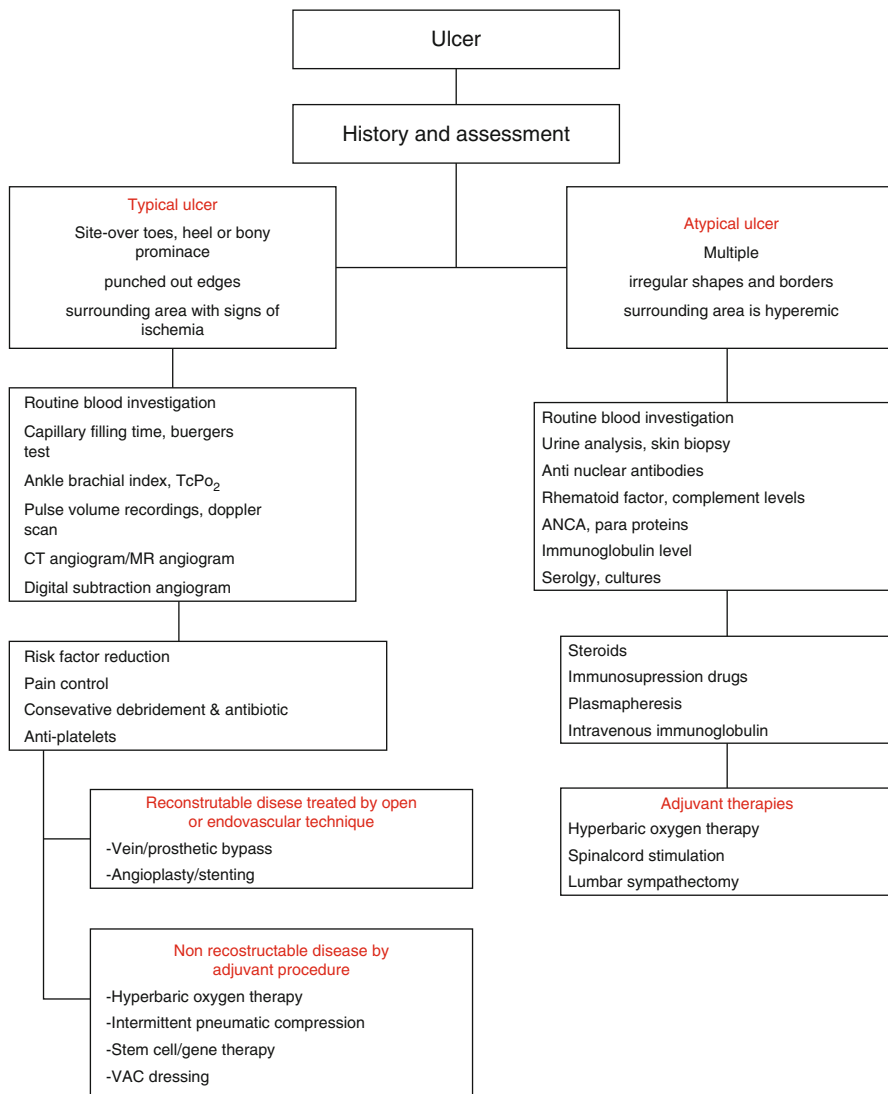 Ulcer
History and assessment
Typical ulcer
Site-over toes, heel or bony
prominace
punched out edges
surrounding area with signs of
ischemia
Atypical ulcer
Multiple
irregular shapes and borders
surrounding area is hyperemic
Routine blood investigation
Capillary filling time, buergers
test
Ankle brachial index, TcPo₂
Pulse volume recordings, doppler
scan
CT angiogram/MR angiogram
Digital subtraction angiogram
Routine blood investigation
Urine analysis, skin biopsy
Anti nuclear antibodies
Rhematoid factor, complement levels
ANCA, para proteins
Immunoglobulin level
Serolgy, cultures
Risk factor reduction
Pain control
Consevative debridement & antibiotic
Anti-platelets
Steroids
Immunosupression drugs
Plasmapheresis
Intravenous immunoglobulin
Reconstrutable disese treated by open
or endovascular technique
-Vein/prosthetic bypass
-Angioplasty/stenting
Adjuvant therapies
Hyperbaric oxygen therapy
Spinalcord stimulation
Lumbar sympathectomy
Non recostructable disease by
adjuvant procedure
-Hyperbaric oxygen therapy
-Intermittent pneumatic compression
-Stem cell/gene therapy
-VAC dressing